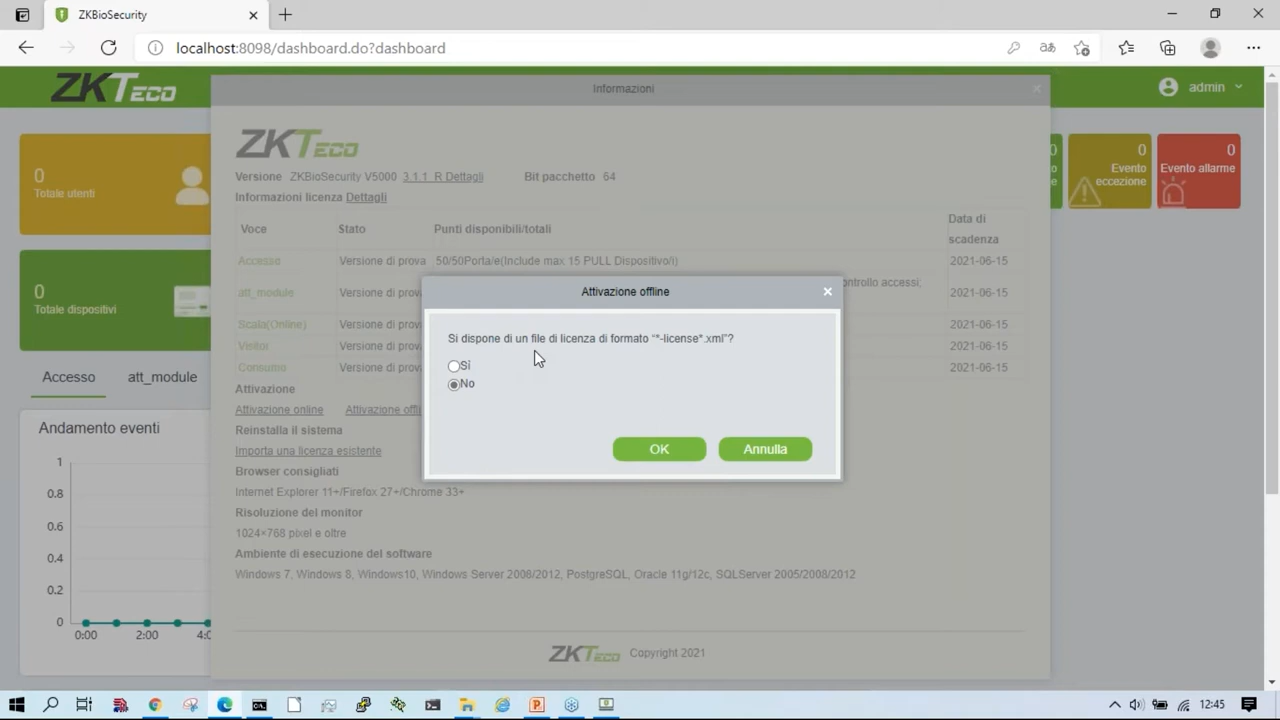 ZKBioSecurity
localhost:8098/dashboard.do?dashboard
ZKTECO
Informazioni
admin
0
Totale utenti
0
Totale dispositivi
0
0
Evento
eccezione
0
Evento allarme
ZKTECO
Versione ZKBioSecurity V5000 3.1.1_R Dettagli Bit pacchetto 64
Informazioni licenza Dettagli
Voce Stato Punti disponibili/totali Data di
scadenza
Accesso Versione di prova 50/50Porta/e(Include max 15 PULL Dispositivo/i) 2021-06-15
controllo accessi;
att_module Versione di prov 2021-06-15
Scala(Online) Versione di prov 2021-06-15
Visitor Versione di prov 2021-06-15
Consumo Versione di prov 2021-06-15
Attivazione
Attivazione online Attivazione offli
Reinstalla il sistema
Importa una licenza esistente
Browser consigliati
Internet Explorer 11+/Firefox 27+/Chrome 33+
Risoluzione del monitor
1024×768 pixel e oltre
Ambiente di esecuzione del software
Windows 7, Windows 8, Windows10, Windows Server 2008/2012, PostgreSQL, Oracle 11g/12c, SQLServer 2005/2008/2012
ZKTECO Copyright 2021
Attivazione offline
Si dispone di un file di licenza di formato “*-license*.xml”?
Sì
No
OK Annulla
Accesso att_module
Andamento eventi
1
0.8
0.6
0.4
0.2
0
0:00 2:00 4:0
12:45